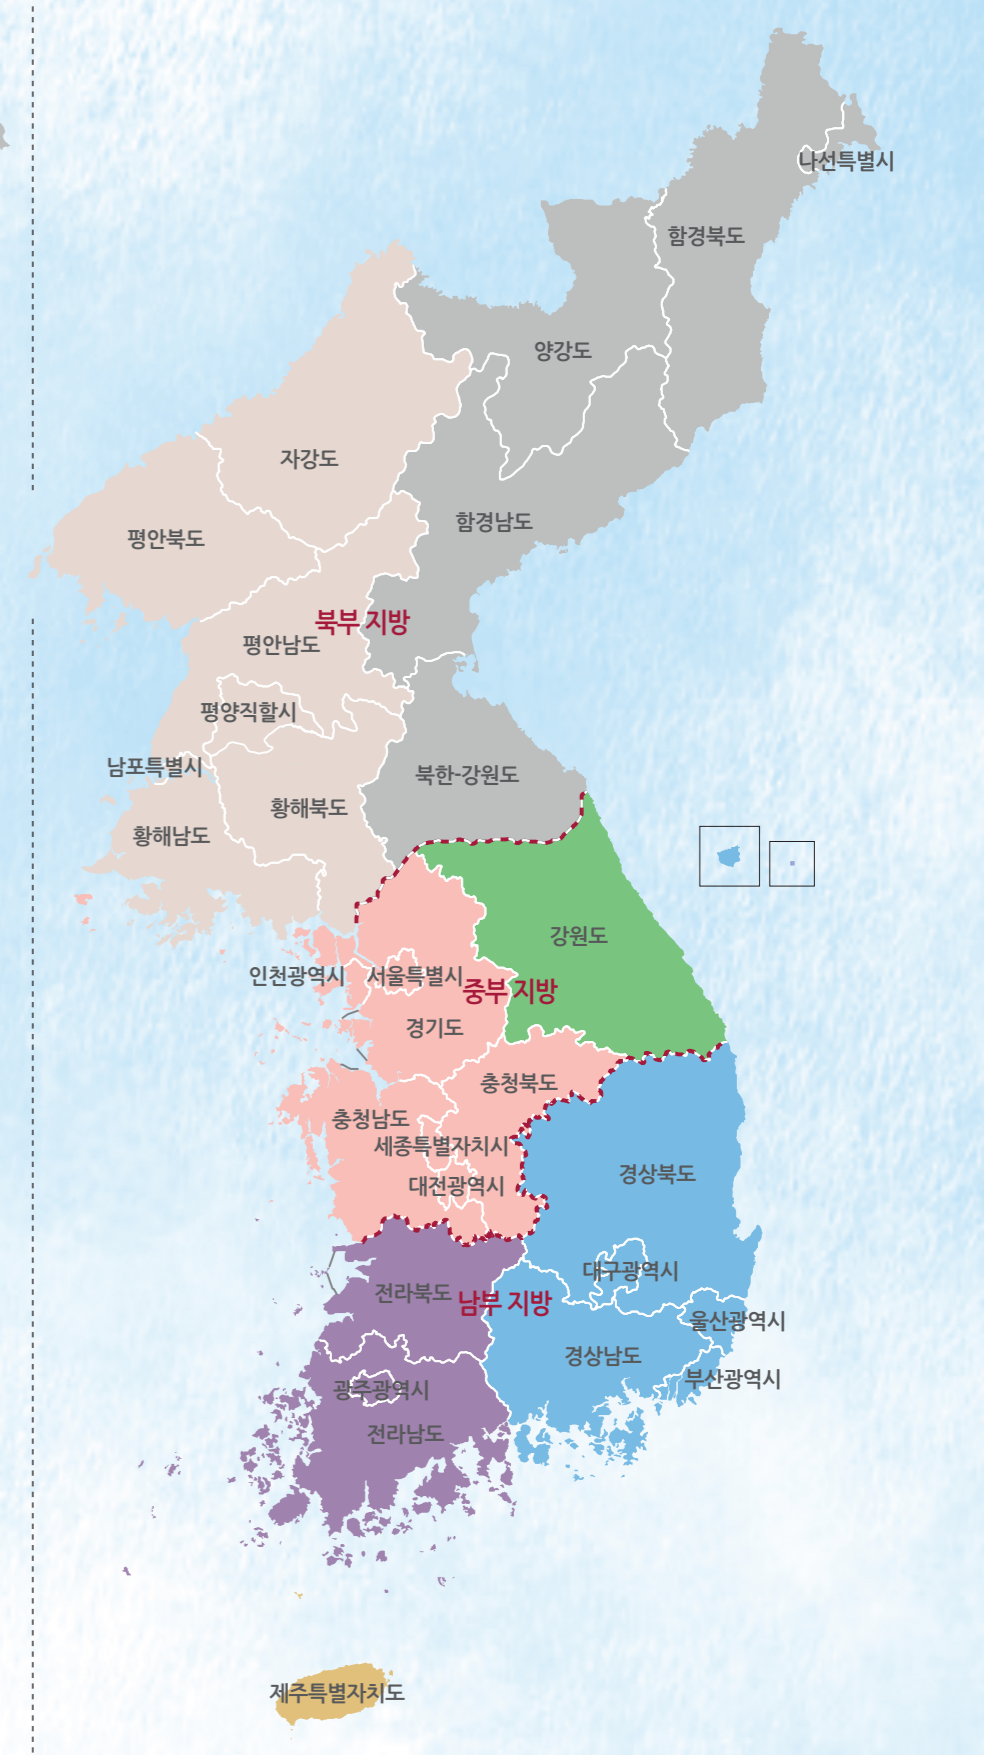 나선특별시
함경북도
양강도
자강도
함경남도
평안북도
북부 지방
평안남도
평양직할시
남포특별시
북한-강원도
황해북도
황해남도
강원도
인천광역시
서울특별시
중부 지방
경기도
충청북도
충청남도
세종특별자치시
경상북도
대전광역시
대구광역시
전라북도
남부 지방
울산광역시
경상남도
부산광역시
광주광역시
전라남도
제주특별자치도